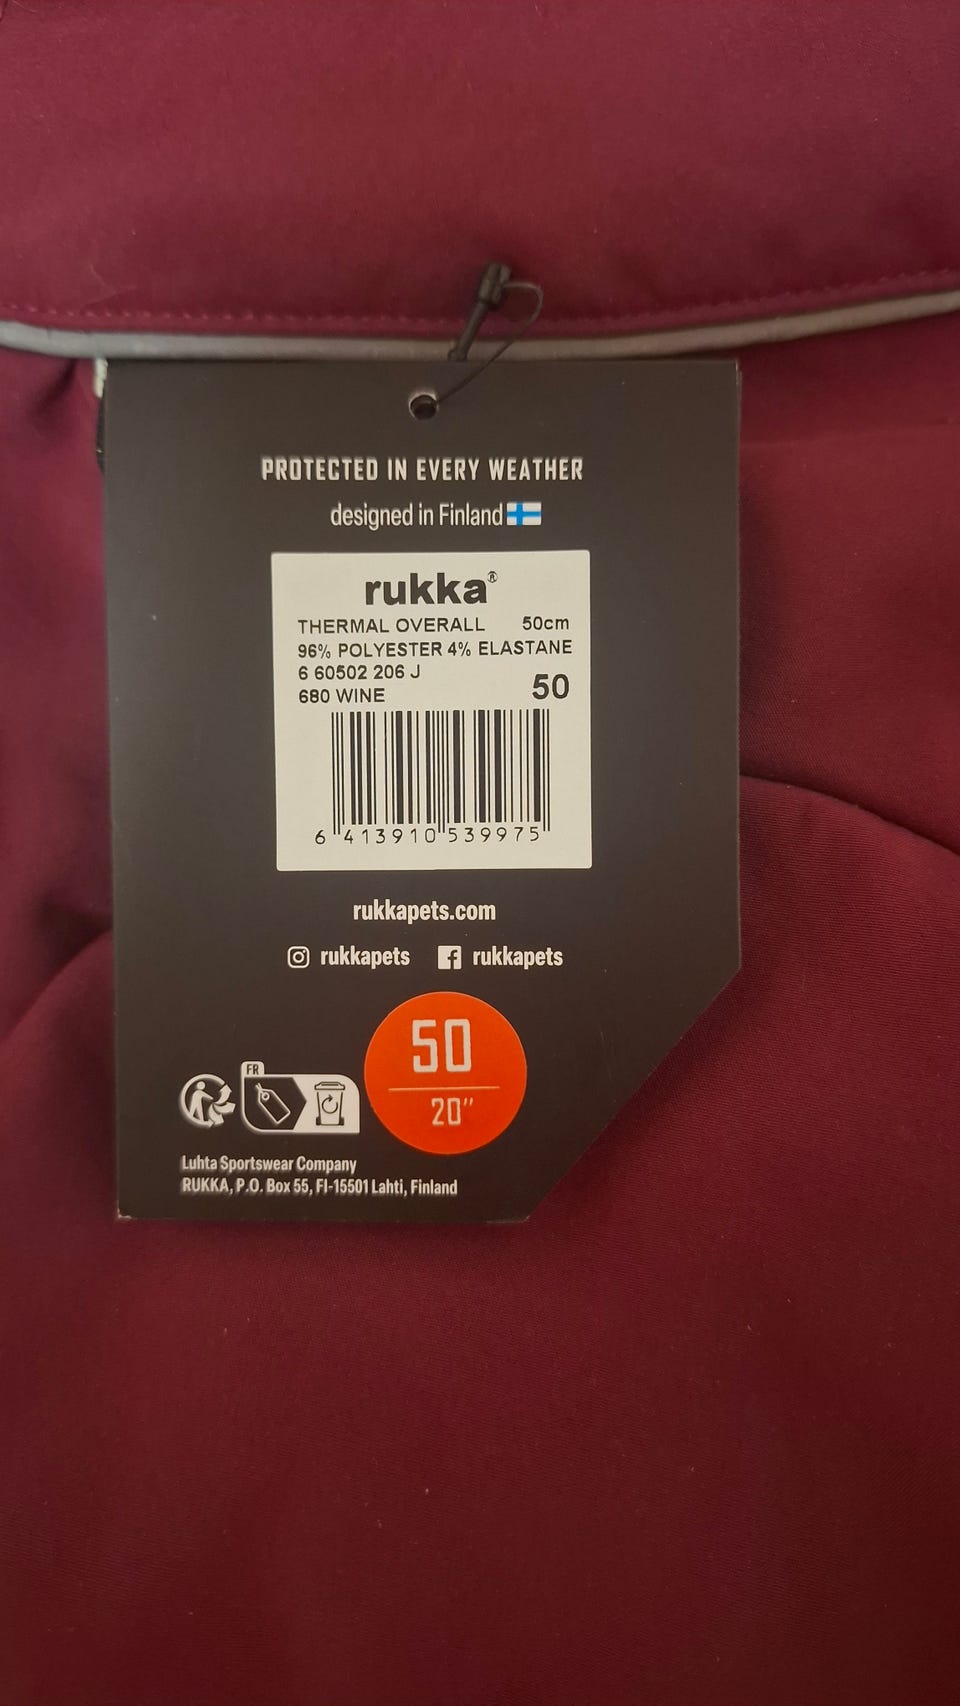 PROTECTED IN EVERY WEATHER
designed in Finland
rukka®
THERMAL OVERALL 50cm
96% POLYESTER 4% ELASTANE
6 60502 206 J
680 WINE 50
6 413910 539975
rukkapets.com
rukkapets rukkapets
50
20"
FR
Luhta Sportswear Company
RUKKA, P.O. Box 55, FI-15501 Lahti, Finland